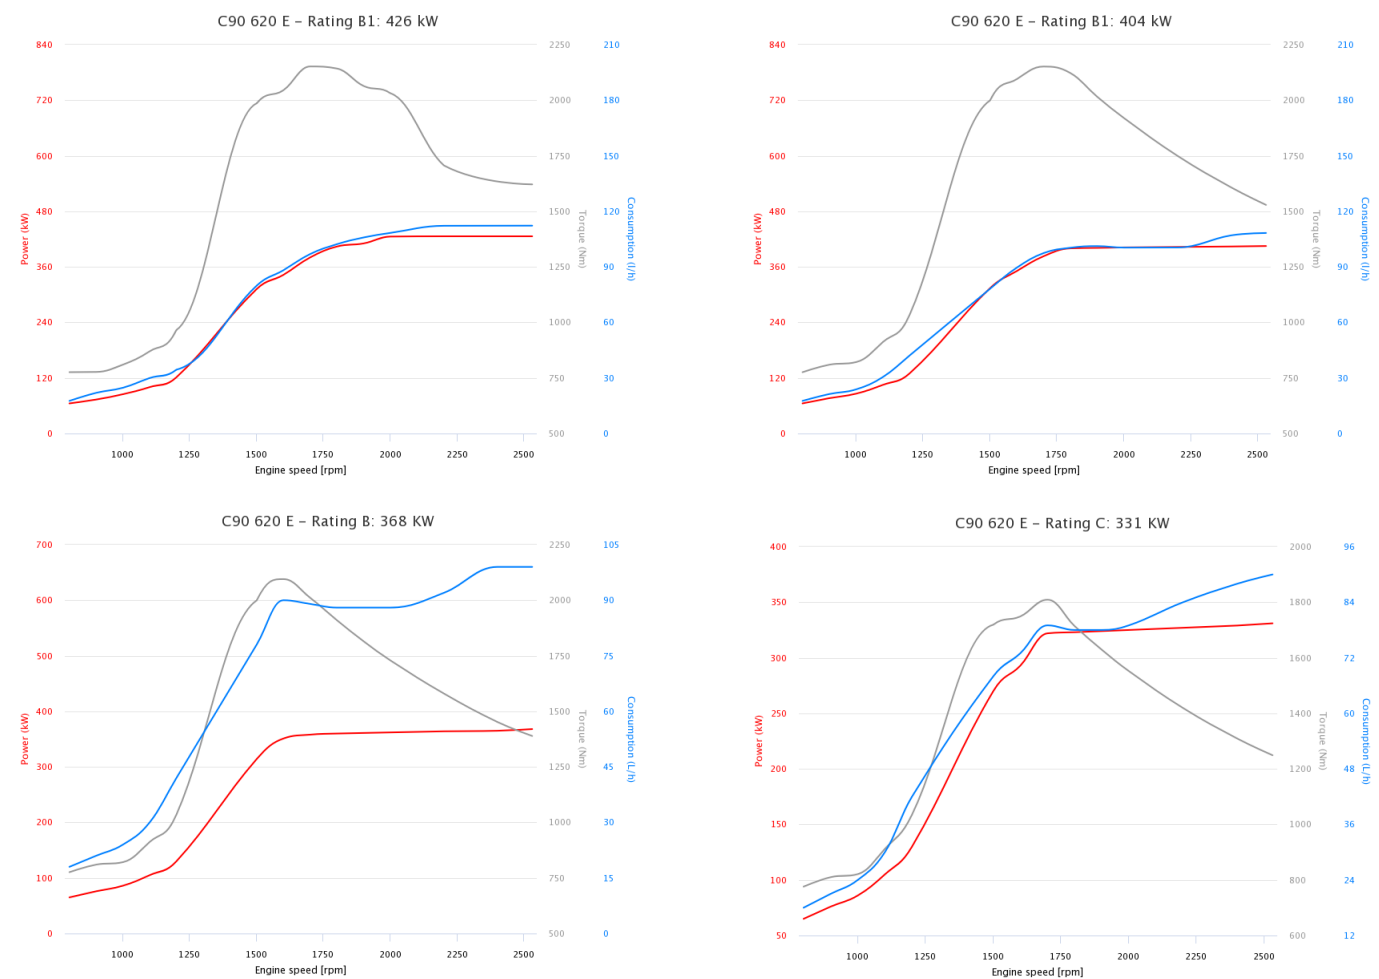 C90 620 E – Rating B1: 426 kW
840 2250 210
720 2000 180
600 1750 150
480 1500 120
360 1250 90
240 1000 60
120 750 30
0 500 0
Power (kW)
Torque (Nm)
Consumption (l/h)
1000 1250 1500 1750 2000 2250 2500
Engine speed [rpm]
C90 620 E – Rating B1: 404 kW
840 2250 210
720 2000 180
600 1750 150
480 1500 120
360 1250 90
240 1000 60
120 750 30
0 500 0
Power (kW)
Torque (Nm)
Consumption (l/h)
1000 1250 1500 1750 2000 2250 2500
Engine speed [rpm]
C90 620 E – Rating B: 368 KW
700 2250 105
600 2000 90
500 1750 75
400 1500 60
300 1250 45
200 1000 30
100 750 15
0 500 0
Power (kW)
Torque (Nm)
Consumption (L/h)
1000 1250 1500 1750 2000 2250 2500
Engine speed [rpm]
C90 620 E – Rating C: 331 KW
400 2000 96
350 1800 84
300 1600 72
250 1400 60
200 1200 48
150 1000 36
100 800 24
50 600 12
Power (kW)
Torque (Nm)
Consumption (L/h)
1000 1250 1500 1750 2000 2250 2500
Engine speed [rpm]